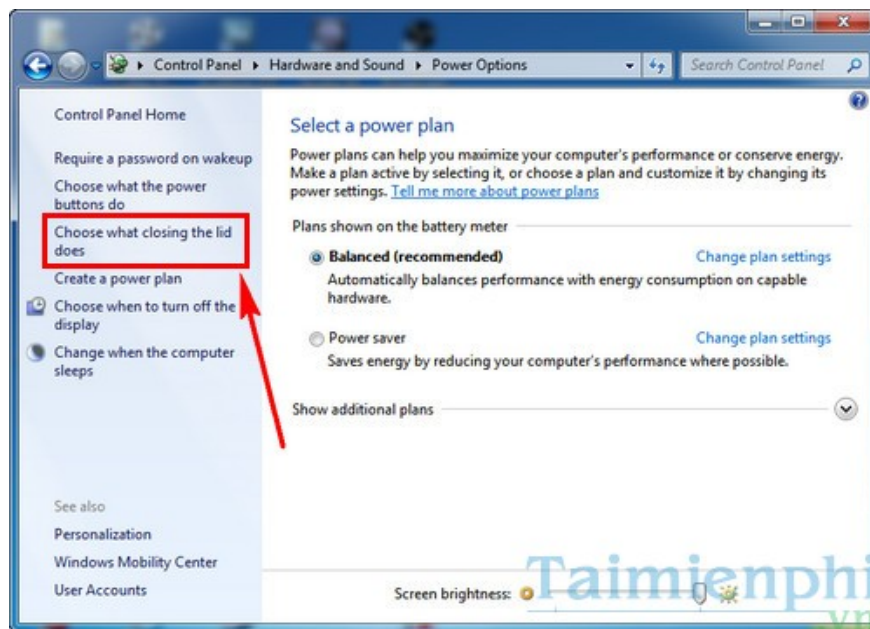 Control Panel ▸ Hardware and Sound ▸ Power Options
Search Control Panel
Control Panel Home
Require a password on wakeup
Choose what the power
buttons do
Choose what closing the lid
does
Create a power plan
Choose when to turn off the
display
Change when the computer
sleeps
See also
Personalization
Windows Mobility Center
User Accounts
Select a power plan
Power plans can help you maximize your computer's performance or conserve energy.
Make a plan active by selecting it, or choose a plan and customize it by changing its
power settings. Tell me more about power plans
Plans shown on the battery meter
Balanced (recommended) Change plan settings
Automatically balances performance with energy consumption on capable
hardware.
Power saver Change plan settings
Saves energy by reducing your computer's performance where possible.
Show additional plans
Screen brightness:
Taimienphi
vn